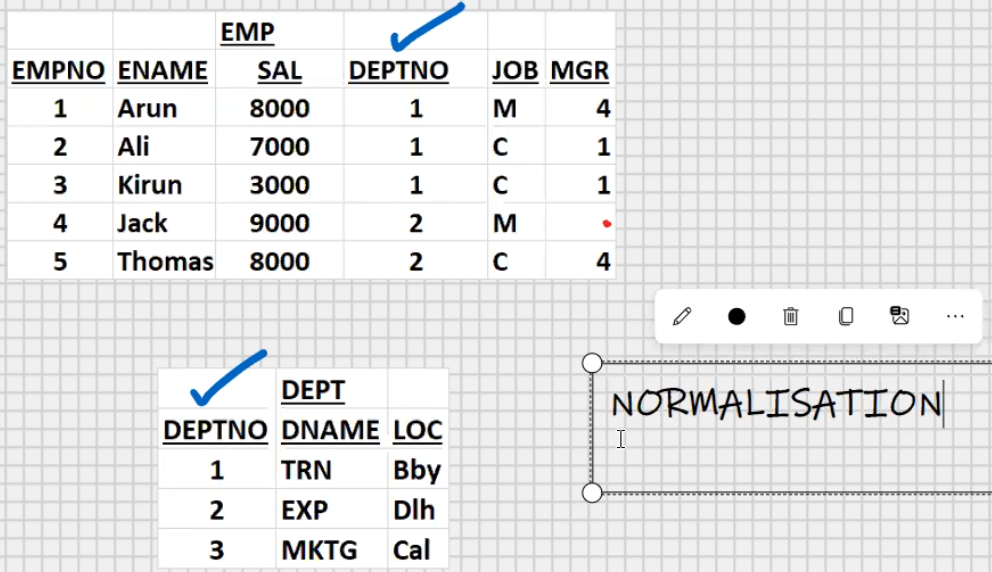 EMP
EMPNO ENAME SAL DEPTNO JOB MGR
1 Arun 8000 1 M 4
2 Ali 7000 1 C 1
3 Kirun 3000 1 C 1
4 Jack 9000 2 M
5 Thomas 8000 2 C 4
DEPT
DEPTNO DNAME LOC
1 TRN Bby
2 EXP Dlh
3 MKTG Cal
NORMALISATION